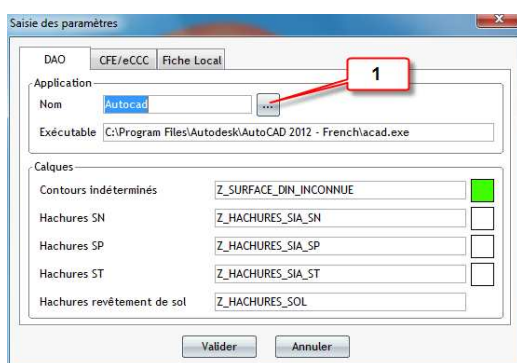 Saisie des paramètres
DAO CFE/eCCC Fiche Local
1
Application
Nom Autocad ...
Exécutable C:\Program Files\Autodesk\AutoCAD 2012 - French\acad.exe
Calques
Contours indéterminés Z_SURFACE_DIN_INCONNUE
Hachures SN Z_HACHURES_SIA_SN
Hachures SP Z_HACHURES_SIA_SP
Hachures ST Z_HACHURES_SIA_ST
Hachures revêtement de sol Z_HACHURES_SOL
Valider Annuler